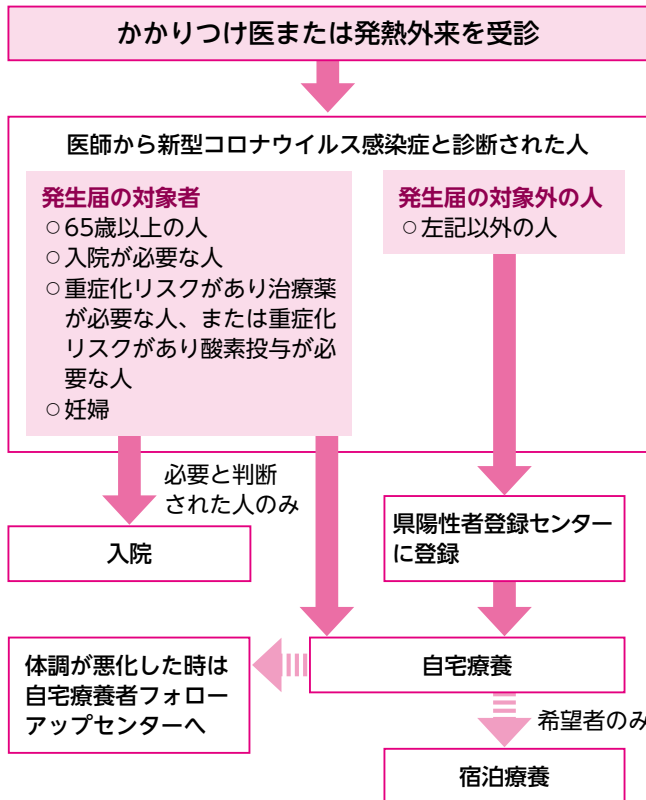 かかりつけ医または発熱外来を受診
医師から新型コロナウイルス感染症と診断された人
発生届の対象者
○65歳以上の人
○入院が必要な人
○重症化リスクがあり治療薬
が必要な人、または重症化
リスクがあり酸素投与が必
要な人
○妊婦
発生届の対象外の人
○左記以外の人
必要と判断
された人のみ
入院
県陽性者登録センター
に登録
自宅療養
体調が悪化した時は
自宅療養者フォロー
アップセンターへ
希望者のみ
宿泊療養